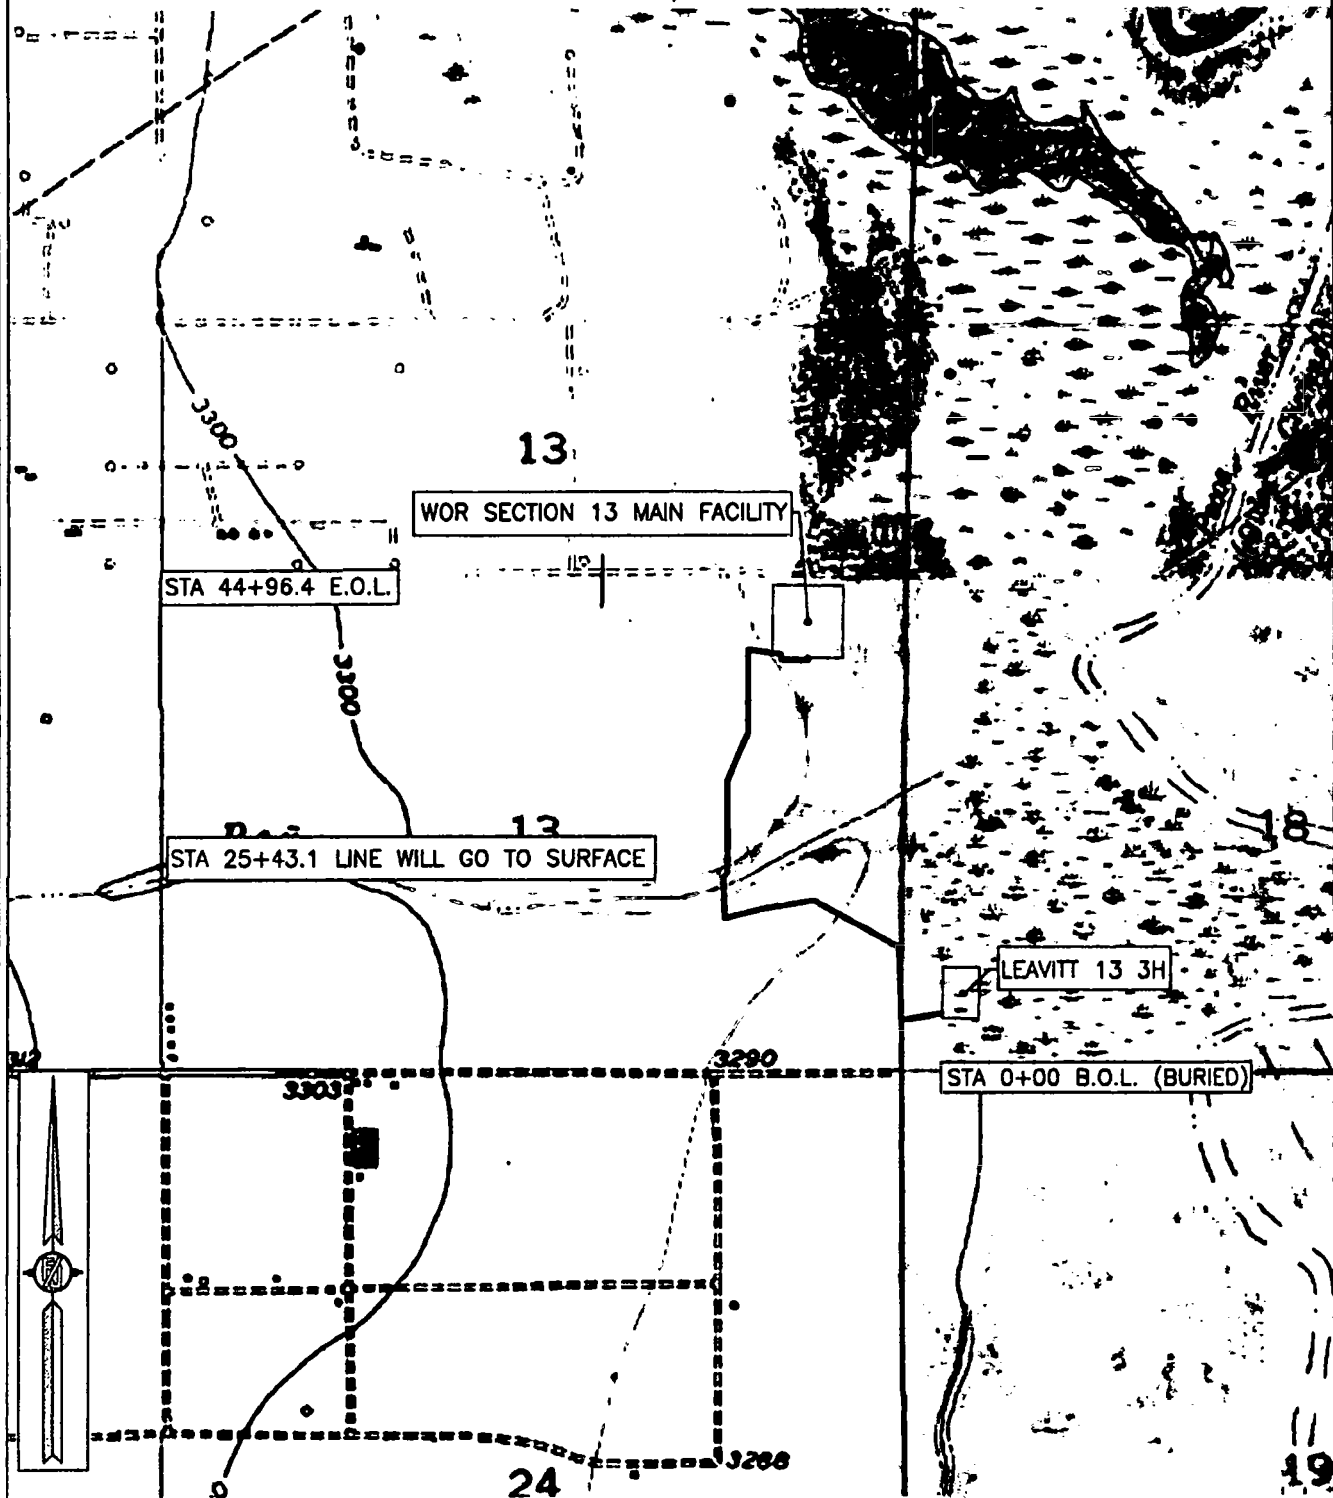 3300
13
WOR SECTION 13 MAIN FACILITY
STA 44+96.4 E.O.L.
3300
River
13
18
STA 25+43.1 LINE WILL GO TO SURFACE
LEAVITT 13 3H
3290
STA 0+00 B.O.L. (BURIED)
3303
3288
24
19